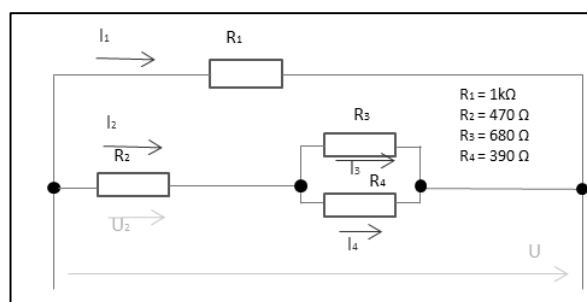 I₁
R₁
R₁ = 1kΩ
R₂ = 470 Ω
R₃ = 680 Ω
R₄ = 390 Ω
I₂
R₃
R₂
I₃
R₄
U₂
I₄
U